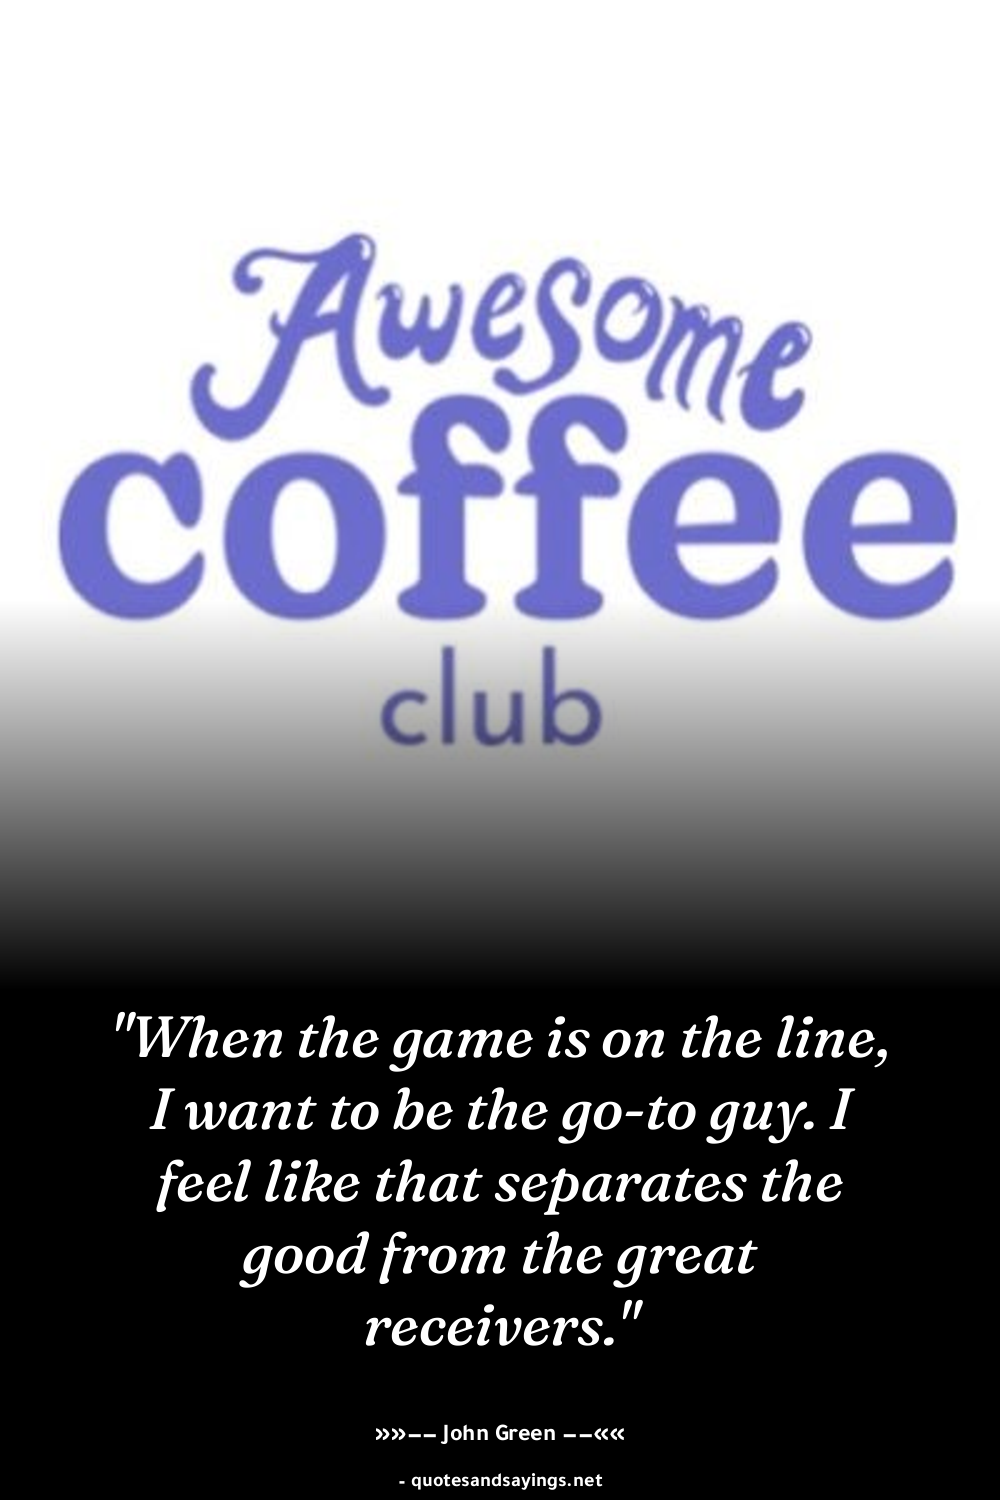 Awesome
coffee
club
"When the game is on the line,
I want to be the go-to guy. I
feel like that separates the
good from the great
receivers."
»»−− John Green −−««
- quotesandsayings.net